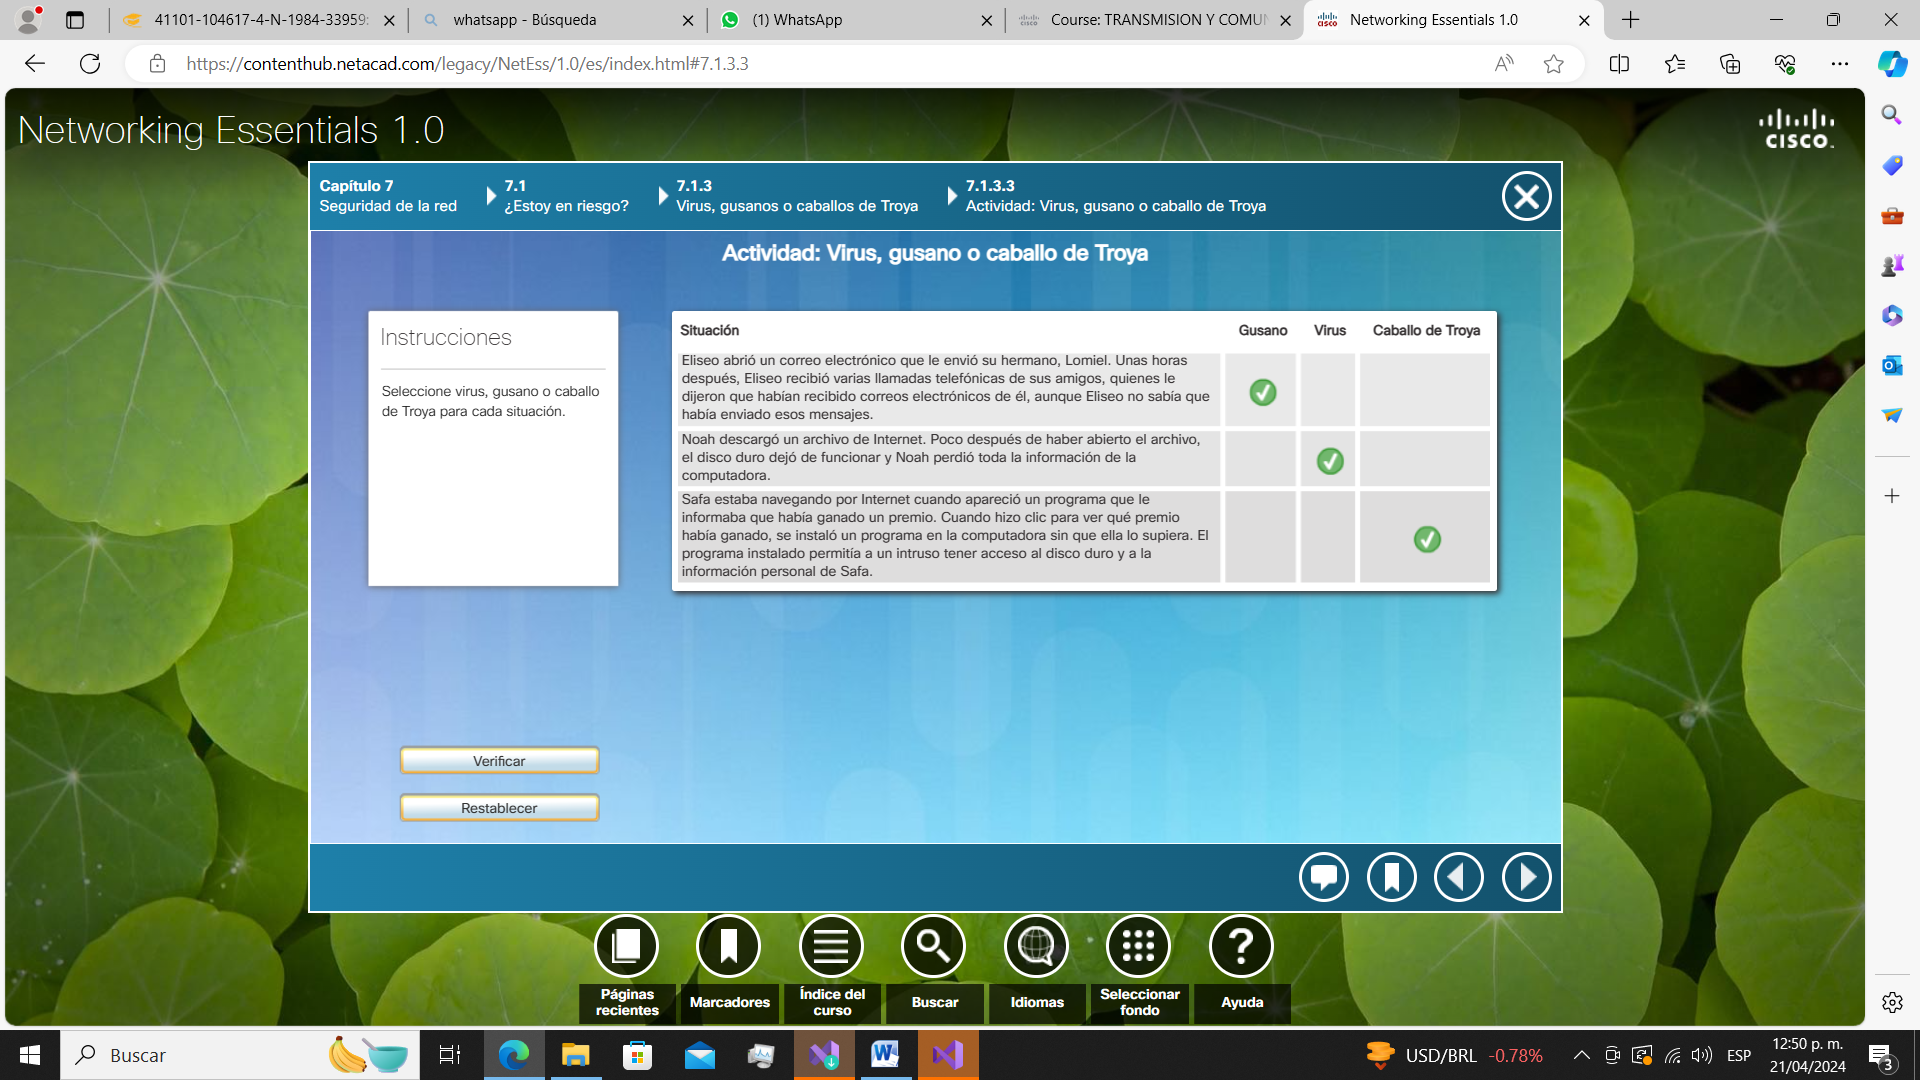 41101-104617-4-N-1984-33959
whatsapp - Búsqueda
(1) WhatsApp
Course: TRANSMISION Y COMUN
Networking Essentials 1.0
https://contenthub.netacad.com/legacy/NetEss/1.0/es/index.html#7.1.3.3
Networking Essentials 1.0
CISCO
Capítulo 7
Seguridad de la red
7.1
¿Estoy en riesgo?
7.1.3
Virus, gusanos o caballos de Troya
7.1.3.3
Actividad: Virus, gusano o caballo de Troya
Actividad: Virus, gusano o caballo de Troya
Instrucciones
Seleccione virus, gusano o caballo
de Troya para cada situación.
Situación Gusano Virus Caballo de Troya
Eliseo abrió un correo electrónico que le envió su hermano, Lomiel. Unas horas
después, Eliseo recibió varias llamadas telefónicas de sus amigos, quienes le
dijeron que habían recibido correos electrónicos de él, aunque Eliseo no sabía que
había enviado esos mensajes.
Noah descargó un archivo de Internet. Poco después de haber abierto el archivo,
el disco duro dejó de funcionar y Noah perdió toda la información de la
computadora.
Safa estaba navegando por Internet cuando apareció un programa que le
informaba que había ganado un premio. Cuando hizo clic para ver qué premio
había ganado, se instaló un programa en la computadora sin que ella lo supiera. El
programa instalado permitía a un intruso tener acceso al disco duro y a la
información personal de Safa.
Verificar
Restablecer
Páginas
recientes
Marcadores
Índice del
curso
Buscar
Idiomas
Seleccionar
fondo
Ayuda
Buscar
USD/BRL -0.78%
ESP
12:50 p. m.
21/04/2024
3